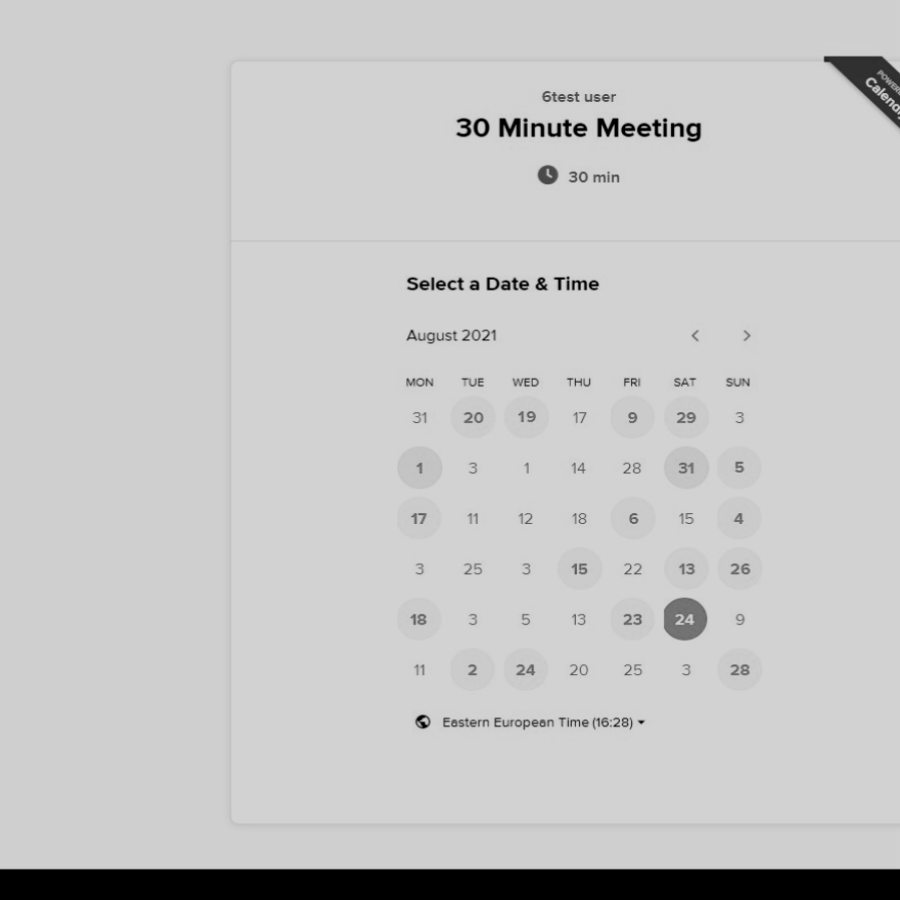 6test user
30 Minute Meeting
30 min
Select a Date & Time
August 2021
MON TUE WED THU FRI SAT SUN
31 20 19 17 9 29 3
1 3 1 14 28 31 5
17 11 12 18 6 15 4
3 25 3 15 22 13 26
18 3 5 13 23 24 9
11 2 24 20 25 3 28
Eastern European Time (16:28)